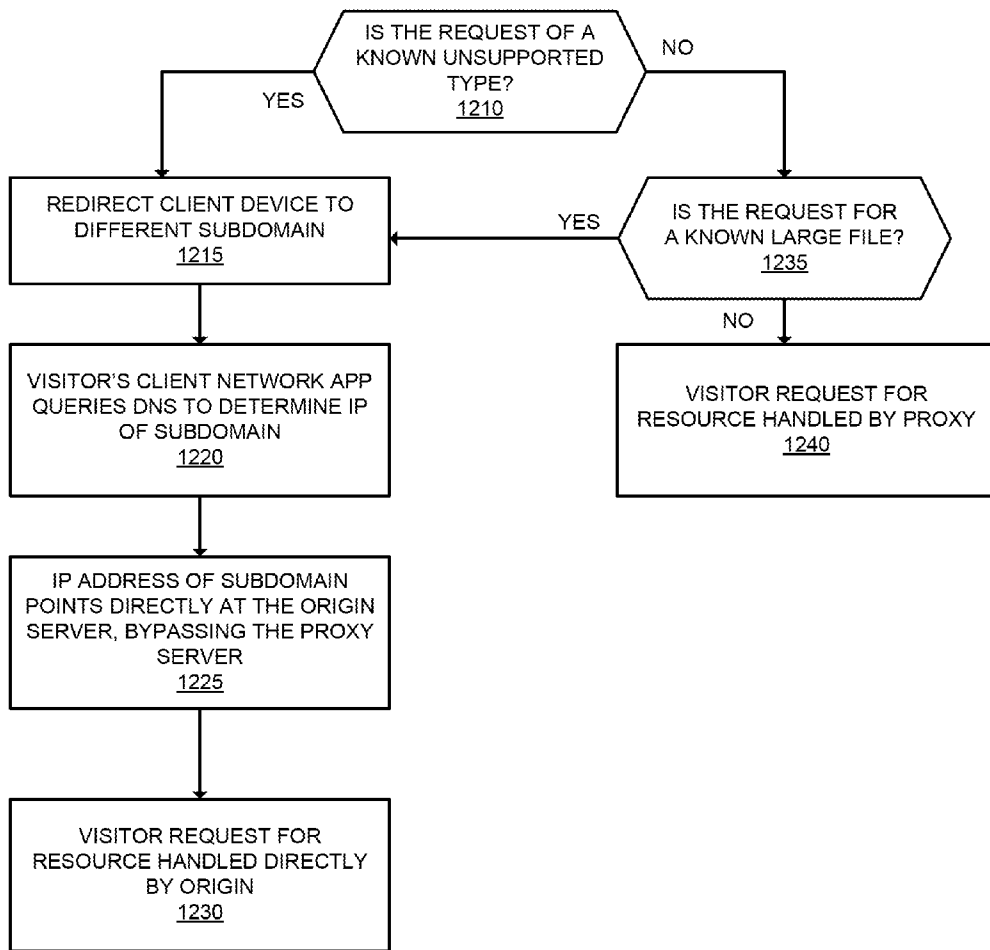 IS THE REQUEST OF A
KNOWN UNSUPPORTED
TYPE?
1210
YES
NO
REDIRECT CLIENT DEVICE TO
DIFFERENT SUBDOMAIN
1215
YES
IS THE REQUEST FOR
A KNOWN LARGE FILE?
1235
NO
VISITOR'S CLIENT NETWORK APP
QUERIES DNS TO DETERMINE IP
OF SUBDOMAIN
1220
VISITOR REQUEST FOR
RESOURCE HANDLED BY PROXY
1240
IP ADDRESS OF SUBDOMAIN
POINTS DIRECTLY AT THE ORIGIN
SERVER, BYPASSING THE PROXY
SERVER
1225
VISITOR REQUEST FOR
RESOURCE HANDLED DIRECTLY
BY ORIGIN
1230